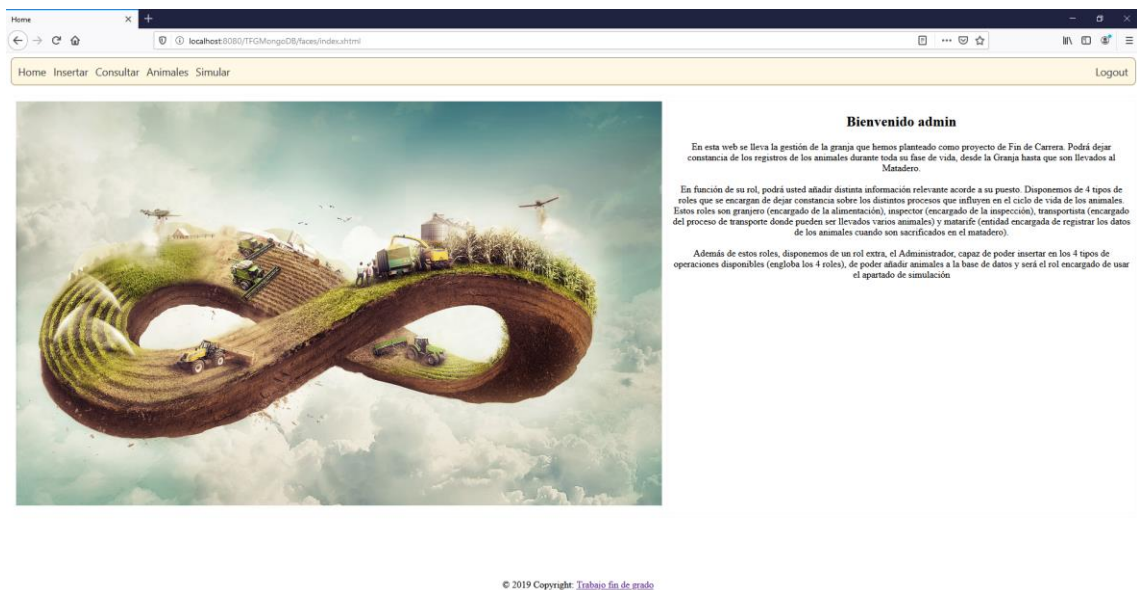 Home
localhost:8080/TFGMongoDB/faces/index.xhtml
Home Insertar Consultar Animales Simular
Logout
Bienvenido admin
En esta web se lleva la gestión de la granja que hemos planteado como proyecto de Fin de Carrera. Podrá dejar
constancia de los registros de los animales durante toda su fase de vida, desde la Granja hasta que son llevados al
Matadero.
En función de su rol, podrá usted añadir distinta información relevante acorde a su puesto. Disponemos de 4 tipos de
roles que se encargan de dejar constancia sobre los distintos procesos que influyen en el ciclo de vida de los animales.
Estos roles son granjero (encargado de la alimentación), inspector (encargado de la inspección), transportista (encargado
del proceso de transporte donde pueden ser llevados varios animales) y matarife (entidad encargada de registrar los datos
de los animales cuando son sacrificados en el matadero).
Además de estos roles, disponemos de un rol extra, el Administrador, capaz de poder insertar en los 4 tipos de
operaciones disponibles (engloba los 4 roles), de poder añadir animales a la base de datos y será el rol encargado de usar
el apartado de simulación
© 2019 Copyright: Trabajo fin de grado